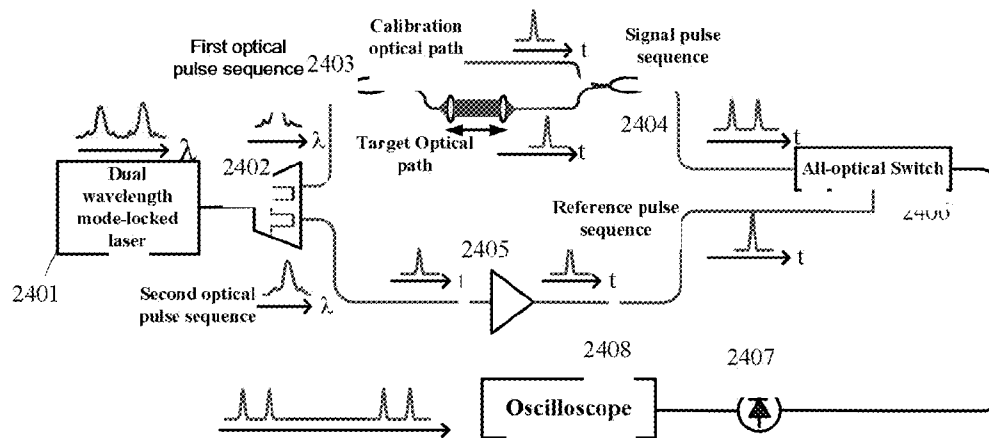 First optical
pulse sequence
2403
Calibration
optical path
t
Signal pulse
sequence
λ
λ
2402
Target Optical
path
t
2404
t
All-optical Switch
2406
Dual
wavelength
mode-locked
laser
2401
Second optical
pulse sequence
λ
t
2405
t
Reference pulse
sequence
t
2408
2407
Oscilloscope